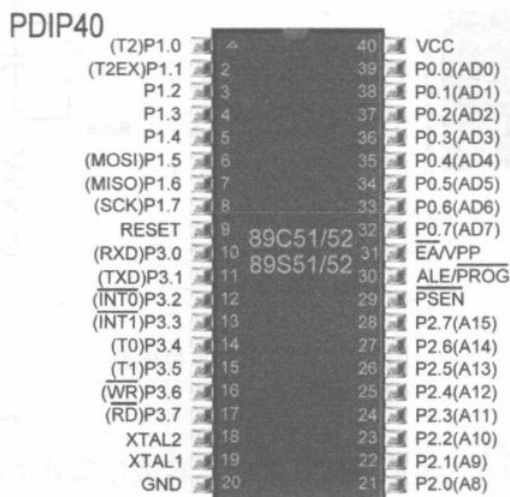 PDIP40
(T2)P1.0 40 VCC
(T2EX)P1.1 2 39 P0.0(AD0)
P1.2 3 38 P0.1(AD1)
P1.3 4 37 P0.2(AD2)
P1.4 5 36 P0.3(AD3)
(MOSI)P1.5 6 35 P0.4(AD4)
(MISO)P1.6 7 34 P0.5(AD5)
(SCK)P1.7 8 33 P0.6(AD6)
RESET 9 32 P0.7(AD7)
(RXD)P3.0 10 89C51/52 31 EA/VPP
(TXD)P3.1 11 89S51/52 30 ALE/PROG
(INT0)P3.2 12 29 PSEN
(INT1)P3.3 13 28 P2.7(A15)
(T0)P3.4 14 27 P2.6(A14)
(T1)P3.5 15 26 P2.5(A13)
(WR)P3.6 16 25 P2.4(A12)
(RD)P3.7 17 24 P2.3(A11)
XTAL2 18 23 P2.2(A10)
XTAL1 19 22 P2.1(A9)
GND 20 21 P2.0(A8)